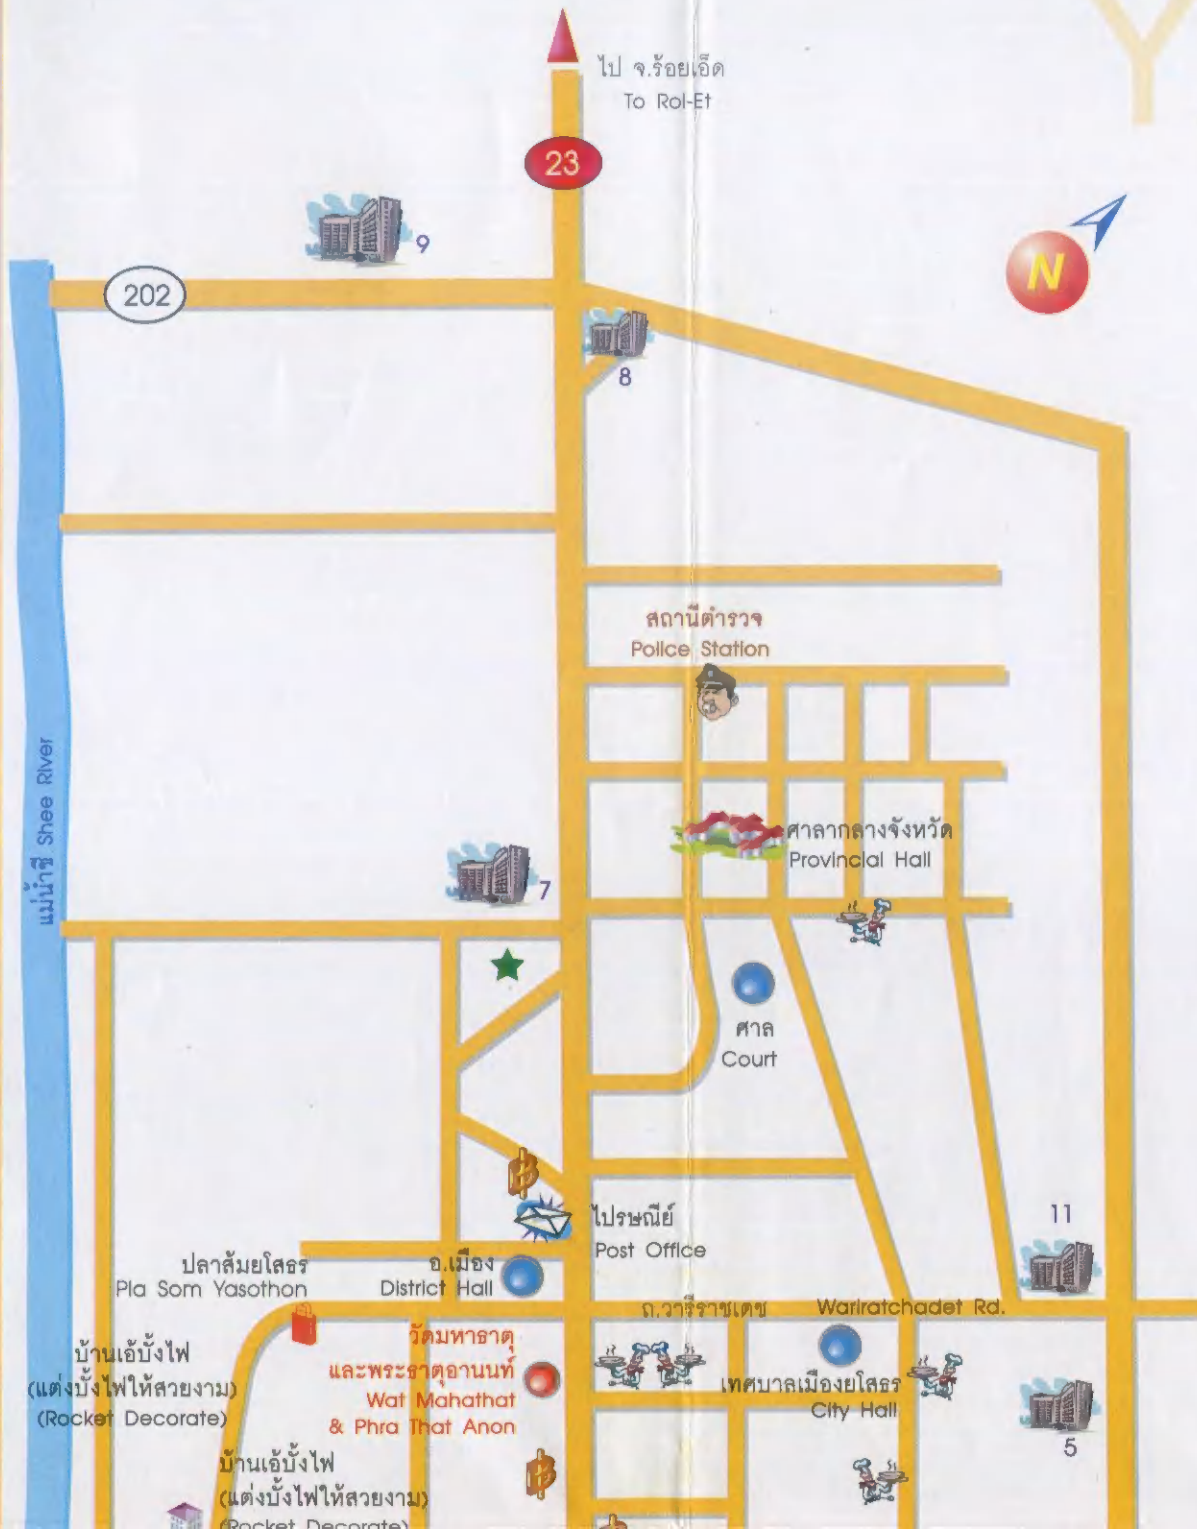 Y
ไป จ.ร้อยเอ็ด
To Roi-Et
23
N
9
202
8
สถานีตำรวจ
Police Station
แม่น้ำชี Shee River
ศาลากลางจังหวัด
Provincial Hall
7
ศาล
Court
ไปรษณีย์
Post Office
11
ปลาส้มยโสธร
Pla Som Yasothon
อ.เมือง
District Hall
ถ.วารีราชเดช Wariratchadet Rd.
วัดมหาธาตุ
และพระธาตุอานนท์
Wat Mahathat
& Phra That Anon
บ้านเอ้บั้งไฟ
(แต่งบั้งไฟให้สวยงาม)
(Rocket Decorate)
เทศบาลเมืองยโสธร
City Hall
5
บ้านเอ้บั้งไฟ
(แต่งบั้งไฟให้สวยงาม)
(Rocket Decorate)